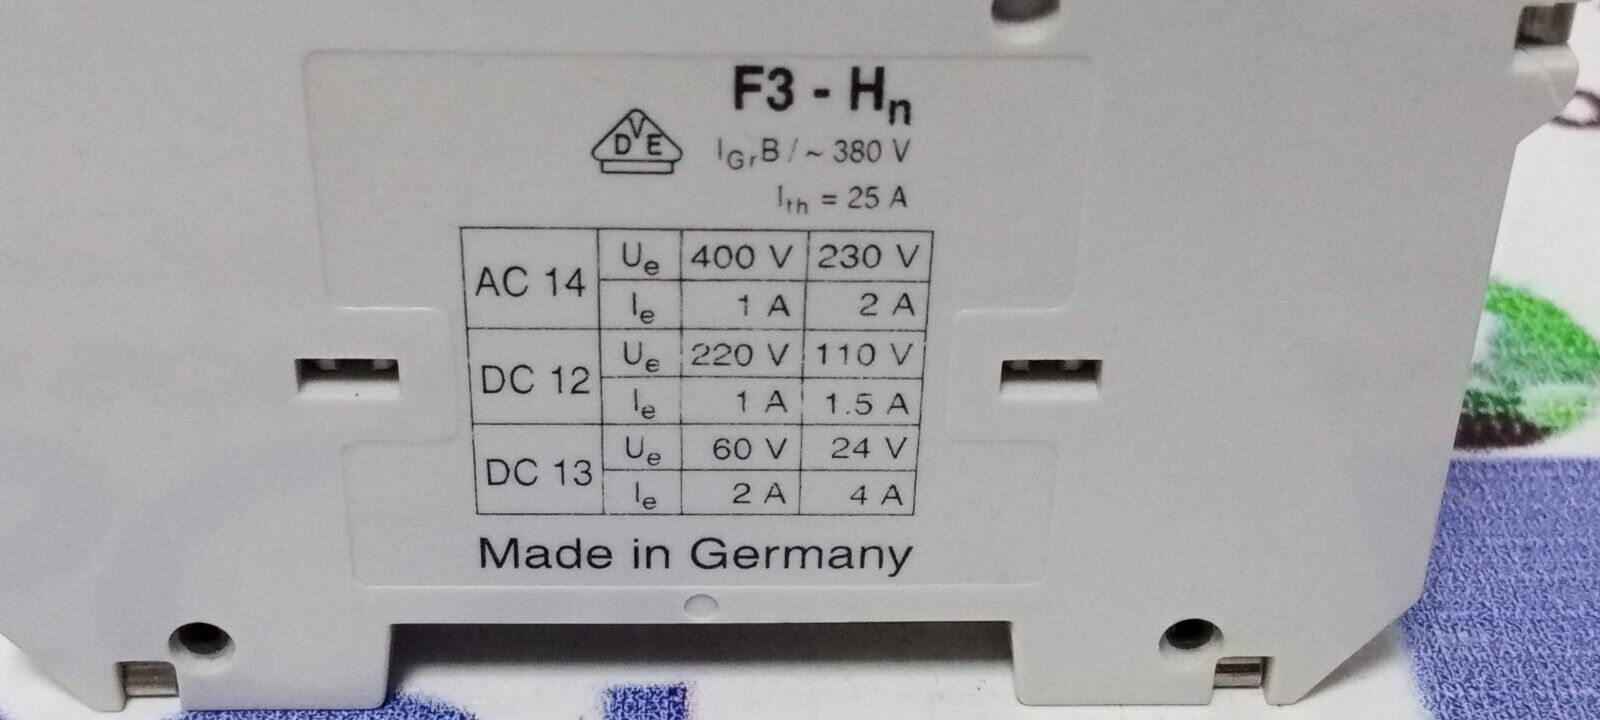 F3 - Hn
VDE
IGrB / ~ 380 V
Ith = 25 A
AC 14 Ue 400 V 230 V
Ie 1 A 2 A
DC 12 Ue 220 V 110 V
Ie 1 A 1.5 A
DC 13 Ue 60 V 24 V
Ie 2 A 4 A
Made in Germany